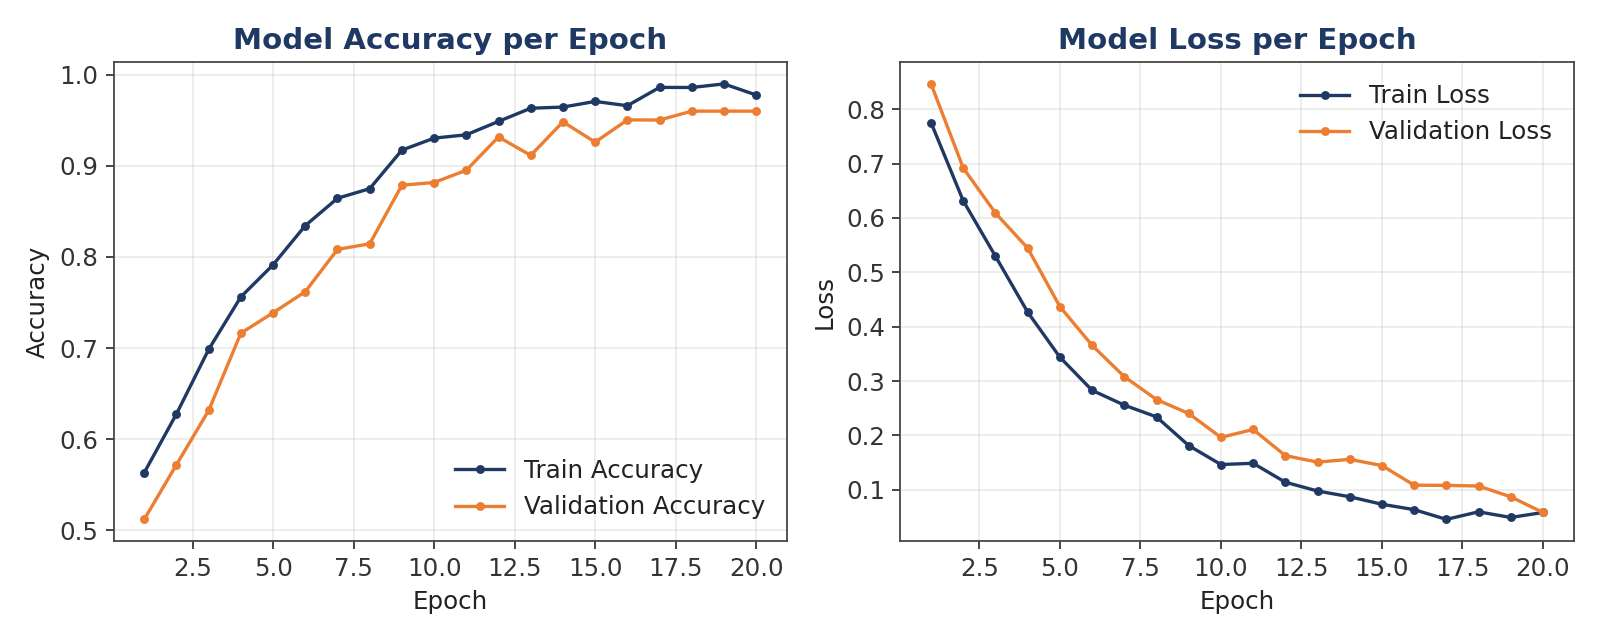 Model Accuracy per Epoch
1.0
0.9
0.8
0.7
0.6
0.5
Accuracy
Train Accuracy
Validation Accuracy
2.5 5.0 7.5 10.0 12.5 15.0 17.5 20.0
Epoch
Model Loss per Epoch
0.8
0.7
0.6
0.5
0.4
0.3
0.2
0.1
Loss
Train Loss
Validation Loss
2.5 5.0 7.5 10.0 12.5 15.0 17.5 20.0
Epoch